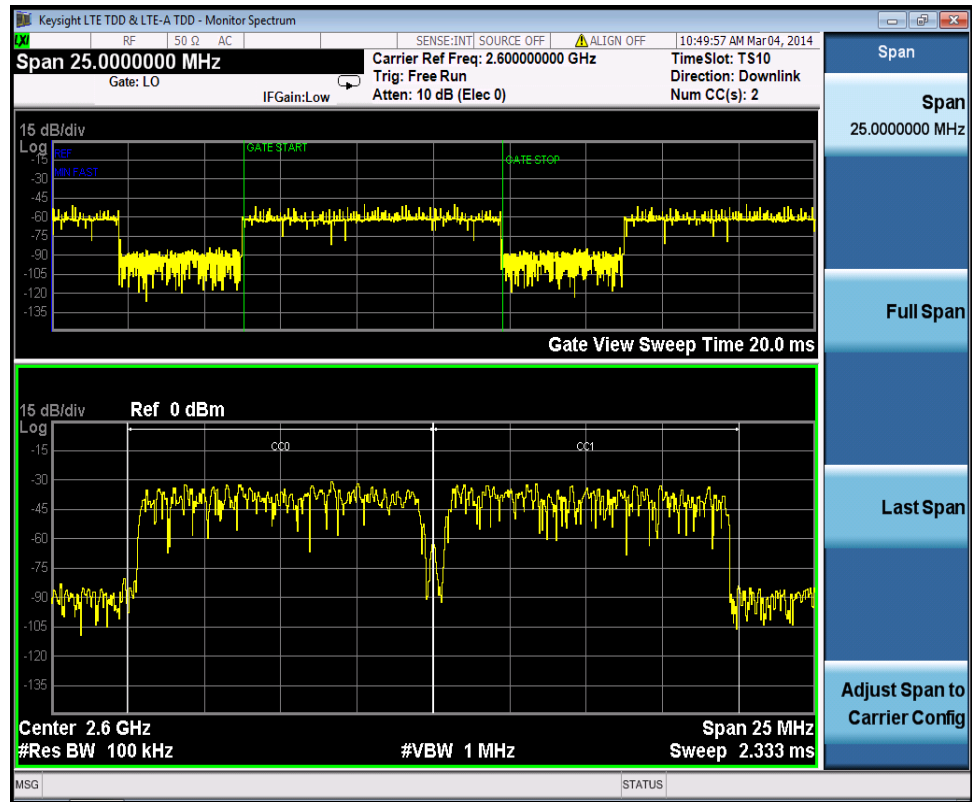 Keysight LTE TDD & LTE-A TDD - Monitor Spectrum
LXI RF 50 Ω AC SENSE:INT SOURCE OFF ALIGN OFF 10:49:57 AM Mar 04, 2014
Span 25.0000000 MHz
Gate: LO
IFGain:Low
Carrier Ref Freq: 2.600000000 GHz
Trig: Free Run
Atten: 10 dB (Elec 0)
TimeSlot: TS10
Direction: Downlink
Num CC(s): 2
15 dB/div
Log
REF
MIN FAST
GATE START
GATE STOP
-15
-30
-45
-60
-75
-90
-105
-120
-135
Gate View Sweep Time 20.0 ms
15 dB/div Ref 0 dBm
Log
CC0 CC1
-15
-30
-45
-60
-75
-90
-105
-120
-135
Center 2.6 GHz Span 25 MHz
#Res BW 100 kHz #VBW 1 MHz Sweep 2.333 ms
MSG STATUS
Span
Span
25.0000000 MHz
Full Span
Last Span
Adjust Span to
Carrier Config